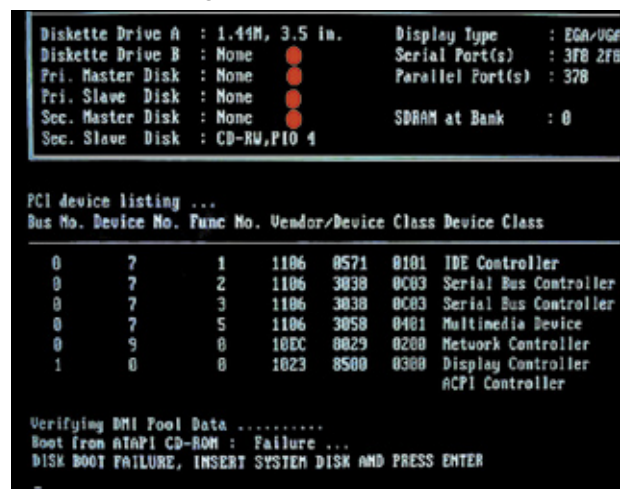 Diskette Drive A : 1.44M, 3.5 in. Display Type : EGA/VGA
Diskette Drive B : None Serial Port(s) : 3F8 2F8
Pri. Master Disk : None Parallel Port(s) : 378
Pri. Slave Disk : None
Sec. Master Disk : None SDRAM at Bank : 0
Sec. Slave Disk : CD-RW,PIO 4
PCI device listing ...
Bus No. Device No. Func No. Vendor/Device Class Device Class
0 7 1 1106 0571 0101 IDE Controller
0 7 2 1106 3038 0C03 Serial Bus Controller
0 7 3 1106 3038 0C03 Serial Bus Controller
0 7 5 1106 3058 0401 Multimedia Device
0 9 0 10EC 8029 0200 Network Controller
1 0 0 1023 8500 0300 Display Controller
ACPI Controller
Verifying DMI Pool Data ..........
Boot from ATAPI CD-ROM : Failure ...
DISK BOOT FAILURE, INSERT SYSTEM DISK AND PRESS ENTER